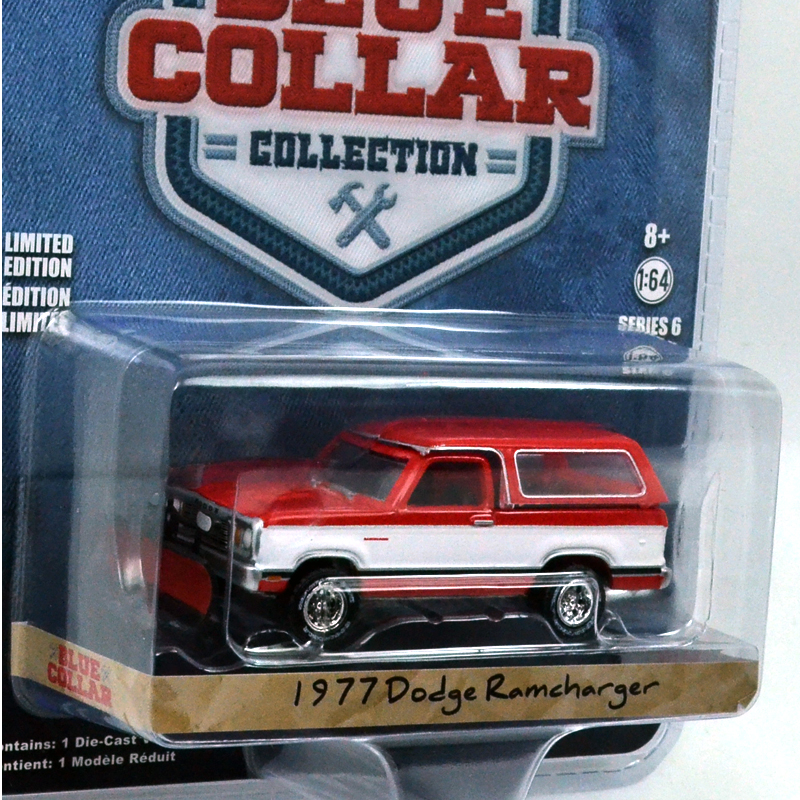 BLUE
COLLAR
COLLECTION
LIMITED
EDITION
ÉDITION
LIMITÉE
8+
1:64
SERIES 6
BLUE
COLLAR
1977 Dodge Ramcharger
ontains: 1 Die-Cast
ntient: 1 Modèle Réduit